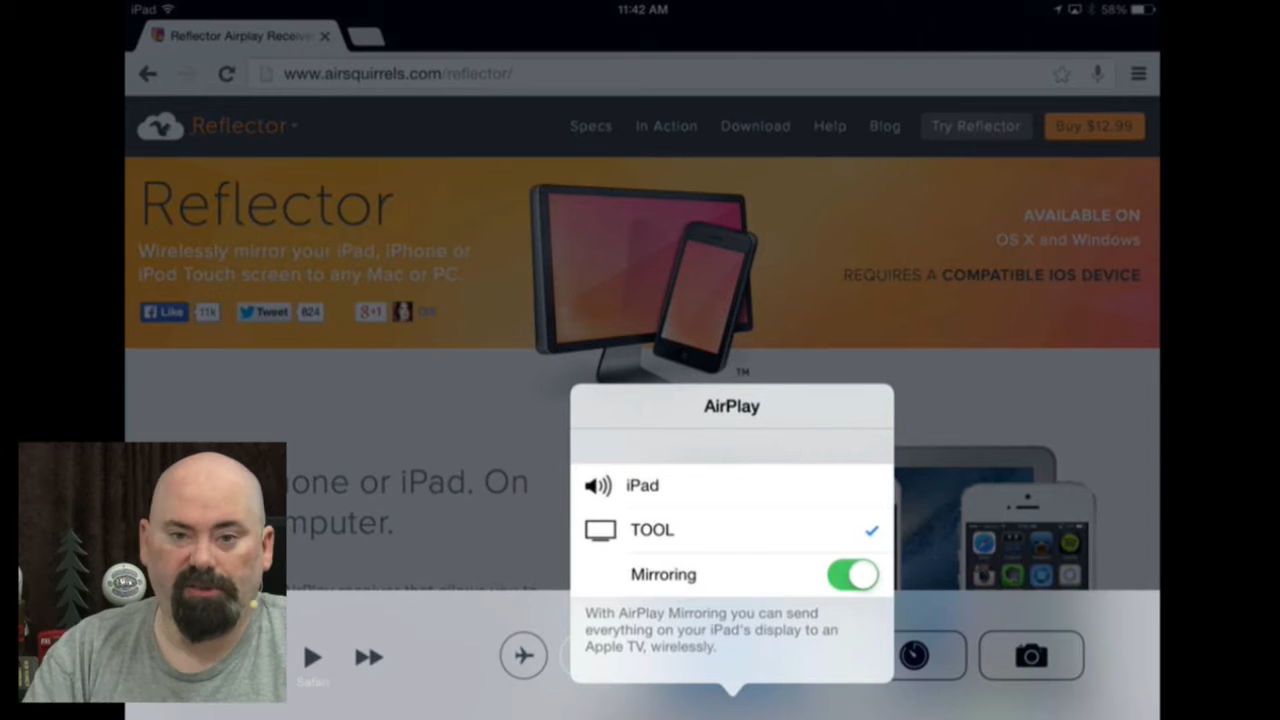 iPad
11:42 AM
58%
Reflector Airplay Receive
www.airsquirrels.com/reflector/
Reflector
Specs
In Action
Download
Help
Blog
Try Reflector
Buy $12.99
Reflector
Wirelessly mirror your iPad, iPhone or
iPod Touch screen to any Mac or PC.
Like
11k
Tweet
824
g+1
AVAILABLE ON
OS X and Windows
REQUIRES A COMPATIBLE IOS DEVICE
TM
one or iPad. On
mputer.
AirPlay
iPad
TOOL
Mirroring
With AirPlay Mirroring you can send
everything on your iPad's display to an
Apple TV, wirelessly.
Safari